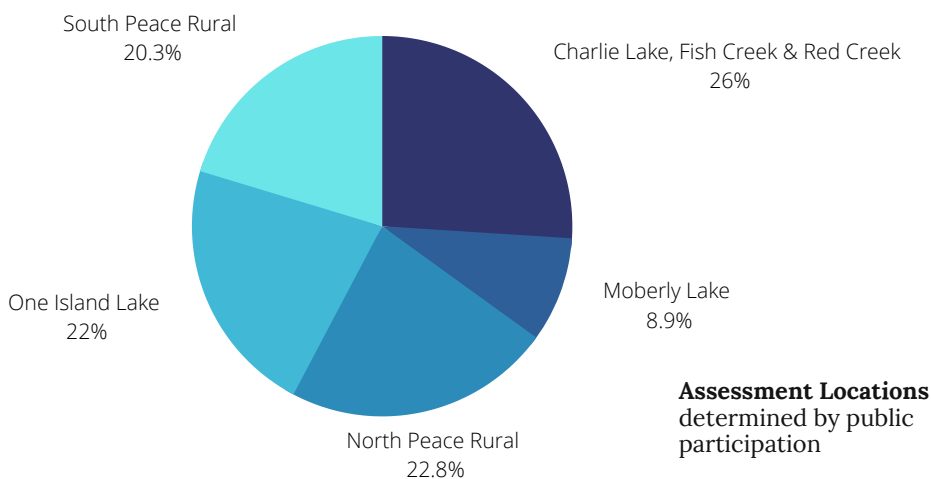 South Peace Rural
20.3%
Charlie Lake, Fish Creek & Red Creek
26%
One Island Lake
22%
Moberly Lake
8.9%
North Peace Rural
22.8%
Assessment Locations
determined by public
participation